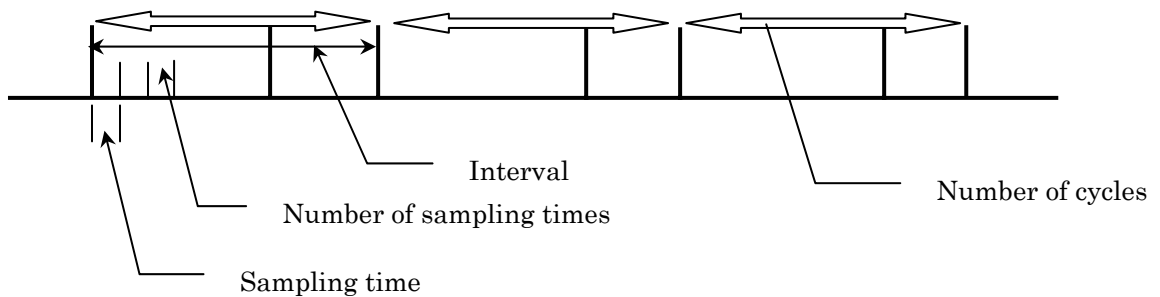 Interval
Number of cycles
Number of sampling times
Sampling time